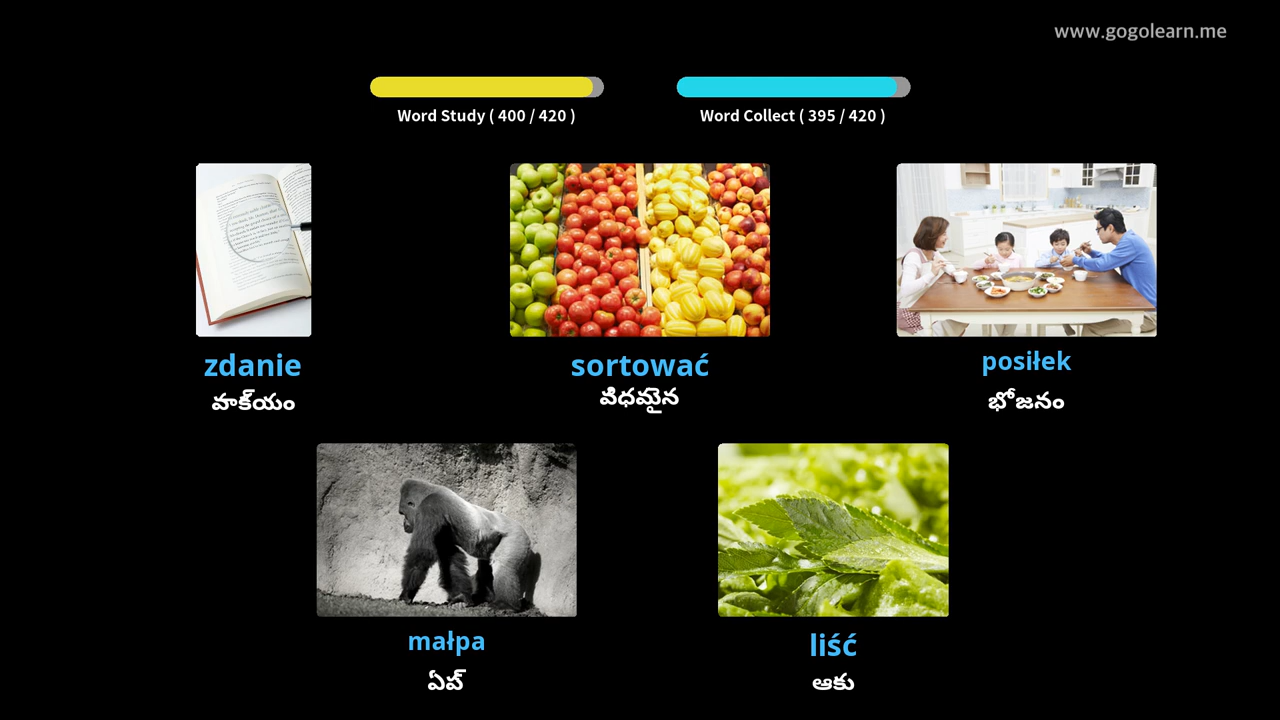 www.gogolearn.me
Word Study ( 400 / 420 )
Word Collect ( 395 / 420 )
zdanie
వాక్యం
sortować
విధమైన
posiłek
భోజనం
małpa
ఏప్
liść
ఆకు